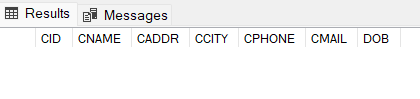 Results Messages
CID CNAME CADDR CCITY CPHONE CMAIL DOB